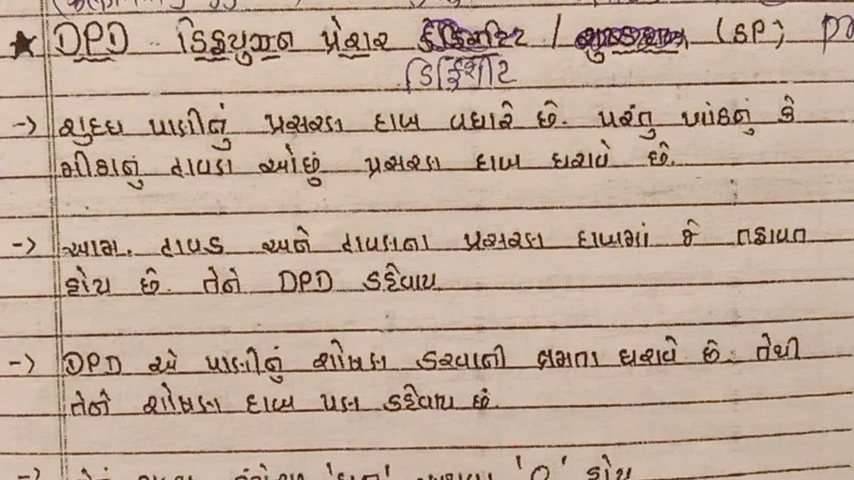 ★ DPD - ડિફ્યુઝન પ્રેશર / (SP)
ડિફિશીટ
→ શુદ્ધ પાણીનું પ્રસરણ દાબ વધારે છે. પરંતુ ખાંડનું કે
મીઠાનું દ્રાવણ ઓછું પ્રસરણ દાબ ધરાવે છે.
→ આમ, દ્રાવક અને દ્રાવણના પ્રસરણ દાબમાં જે તફાવત
હોય છે. તેને DPD કહેવાય
→ DPD એ પાણીનું શોષણ કરવાની ક્ષમતા ધરાવે છે. તેથી
તેને શોષણ દાબ પણ કહેવાય છે.
'0' હોય